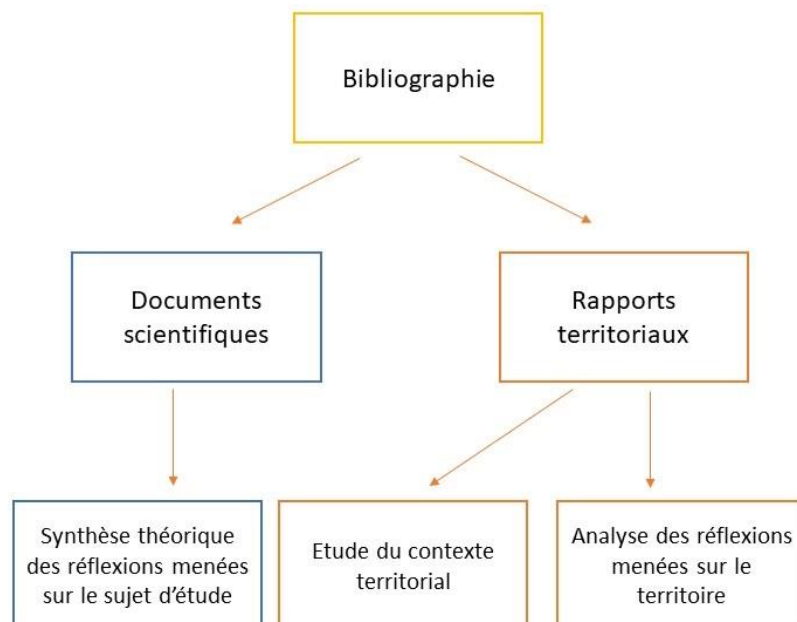 Bibliographie
Documents
scientifiques
Rapports
territoriaux
Synthèse théorique
des réflexions menées
sur le sujet d’étude
Etude du contexte
territorial
Analyse des réflexions
menées sur le
territoire